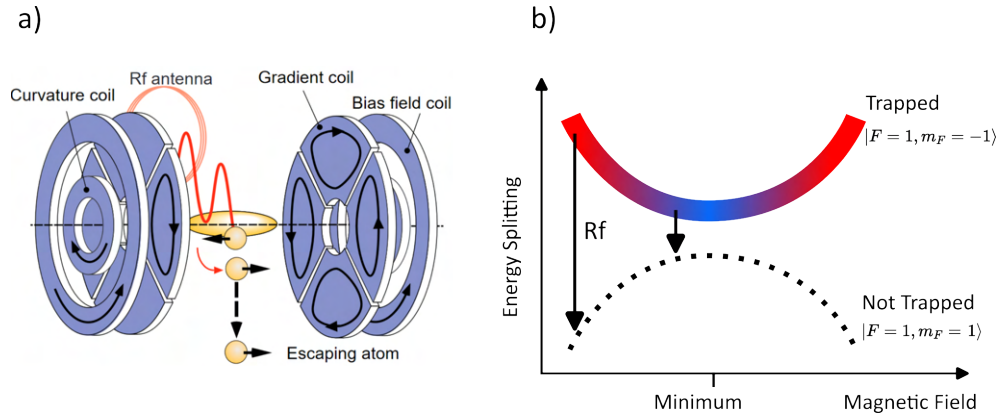 a)
Rf antenna
Curvature coil
Gradient coil
Bias field coil
Escaping atom
b)
Energy Splitting
Rf
Trapped
|F = 1, m_F = −1⟩
Not Trapped
|F = 1, m_F = 1⟩
Minimum
Magnetic Field